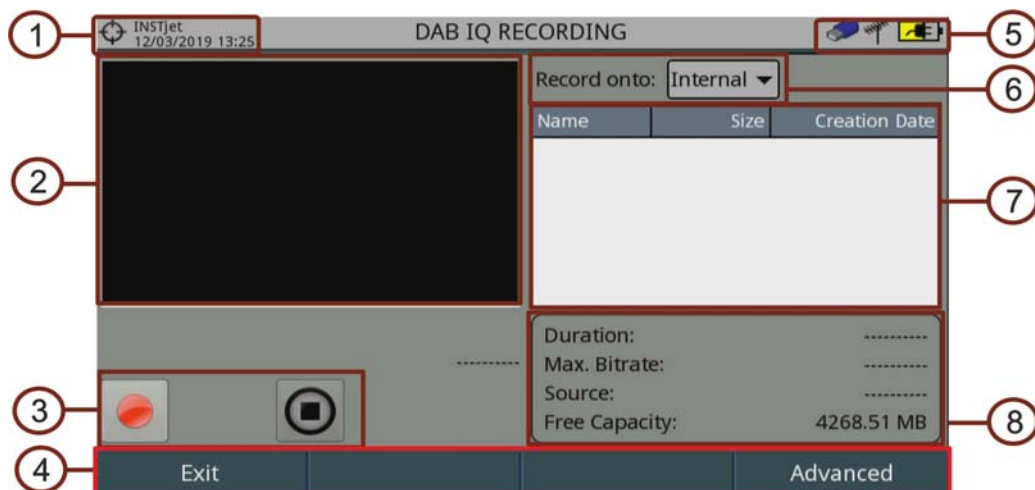 1
INSTjet
12/03/2019 13:25
DAB IQ RECORDING
5
Record onto: Internal
6
Name Size Creation Date
2
7
Duration: ----------
Max. Bitrate: ----------
Source: ----------
Free Capacity: 4268.51 MB
---------
3
8
4
Exit Advanced